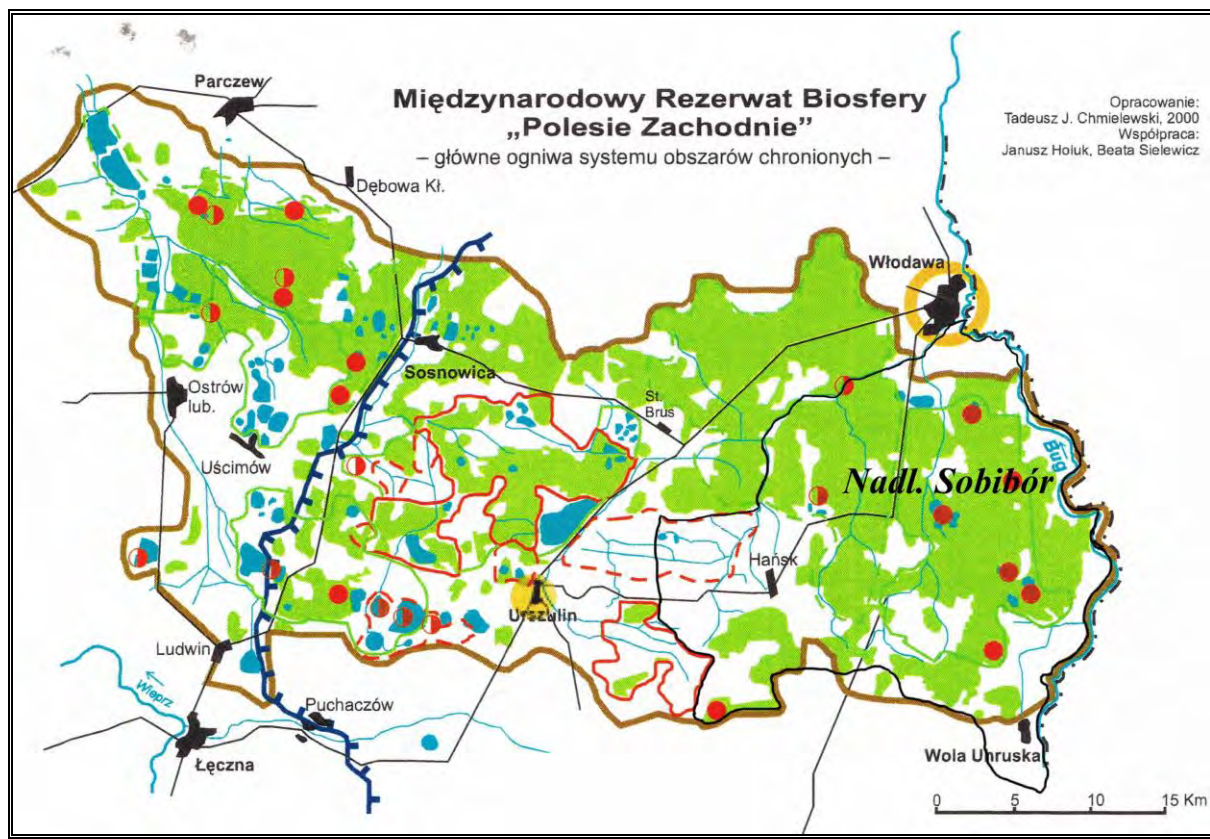 Międzynarodowy Rezerwat Biosfery
„Polesie Zachodnie”
– główne ogniwa systemu obszarów chronionych –
Opracowanie:
Tadeusz J. Chmielewski, 2000
Współpraca:
Janusz Hołuk, Beata Sielewicz
Parczew
Dębowa Kł.
Włodawa
Ostrów
lub.
Sosnowica
St.
Brus
Uścimów
Bug
Nadl. Sobibór
Hańsk
Urszulin
Ludwin
Wieprz
Puchaczów
Łęczna
Wola Uhruska
0 5 10 15 Km